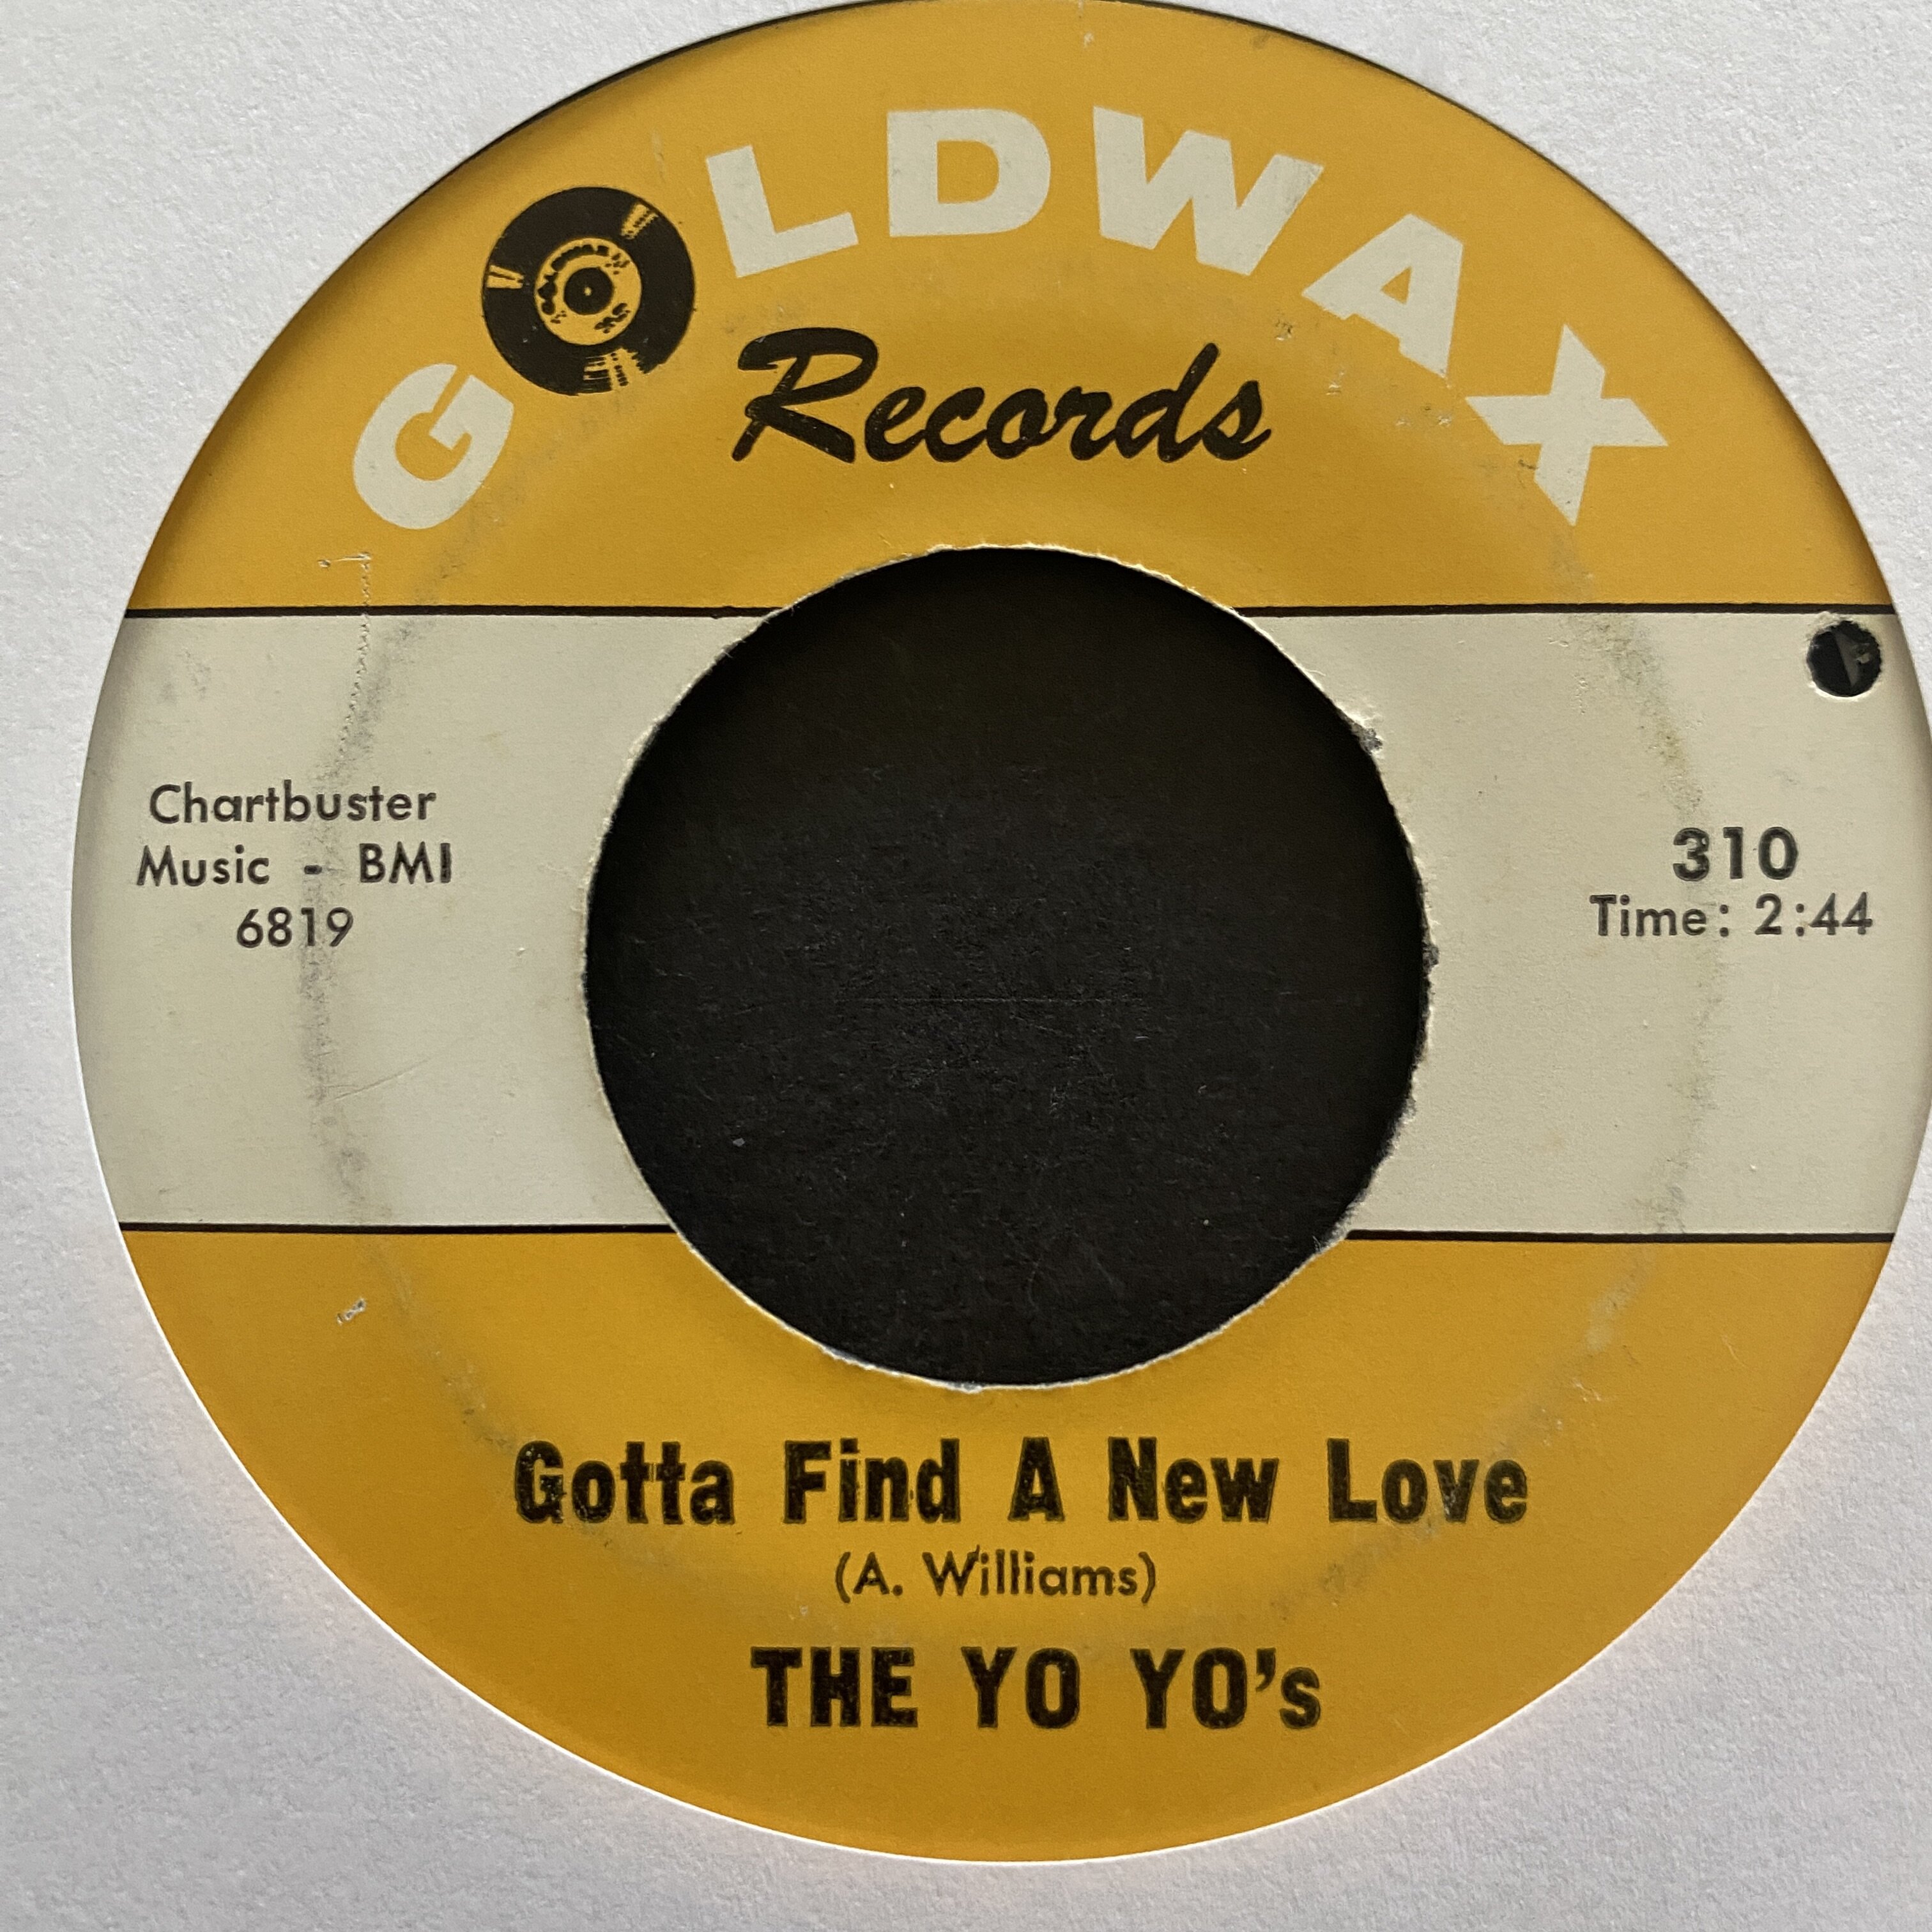 GOLDWAX
Records
Chartbuster
Music - BMI
6819
310
Time: 2:44
Gotta Find A New Love
(A. Williams)
THE YO YO's